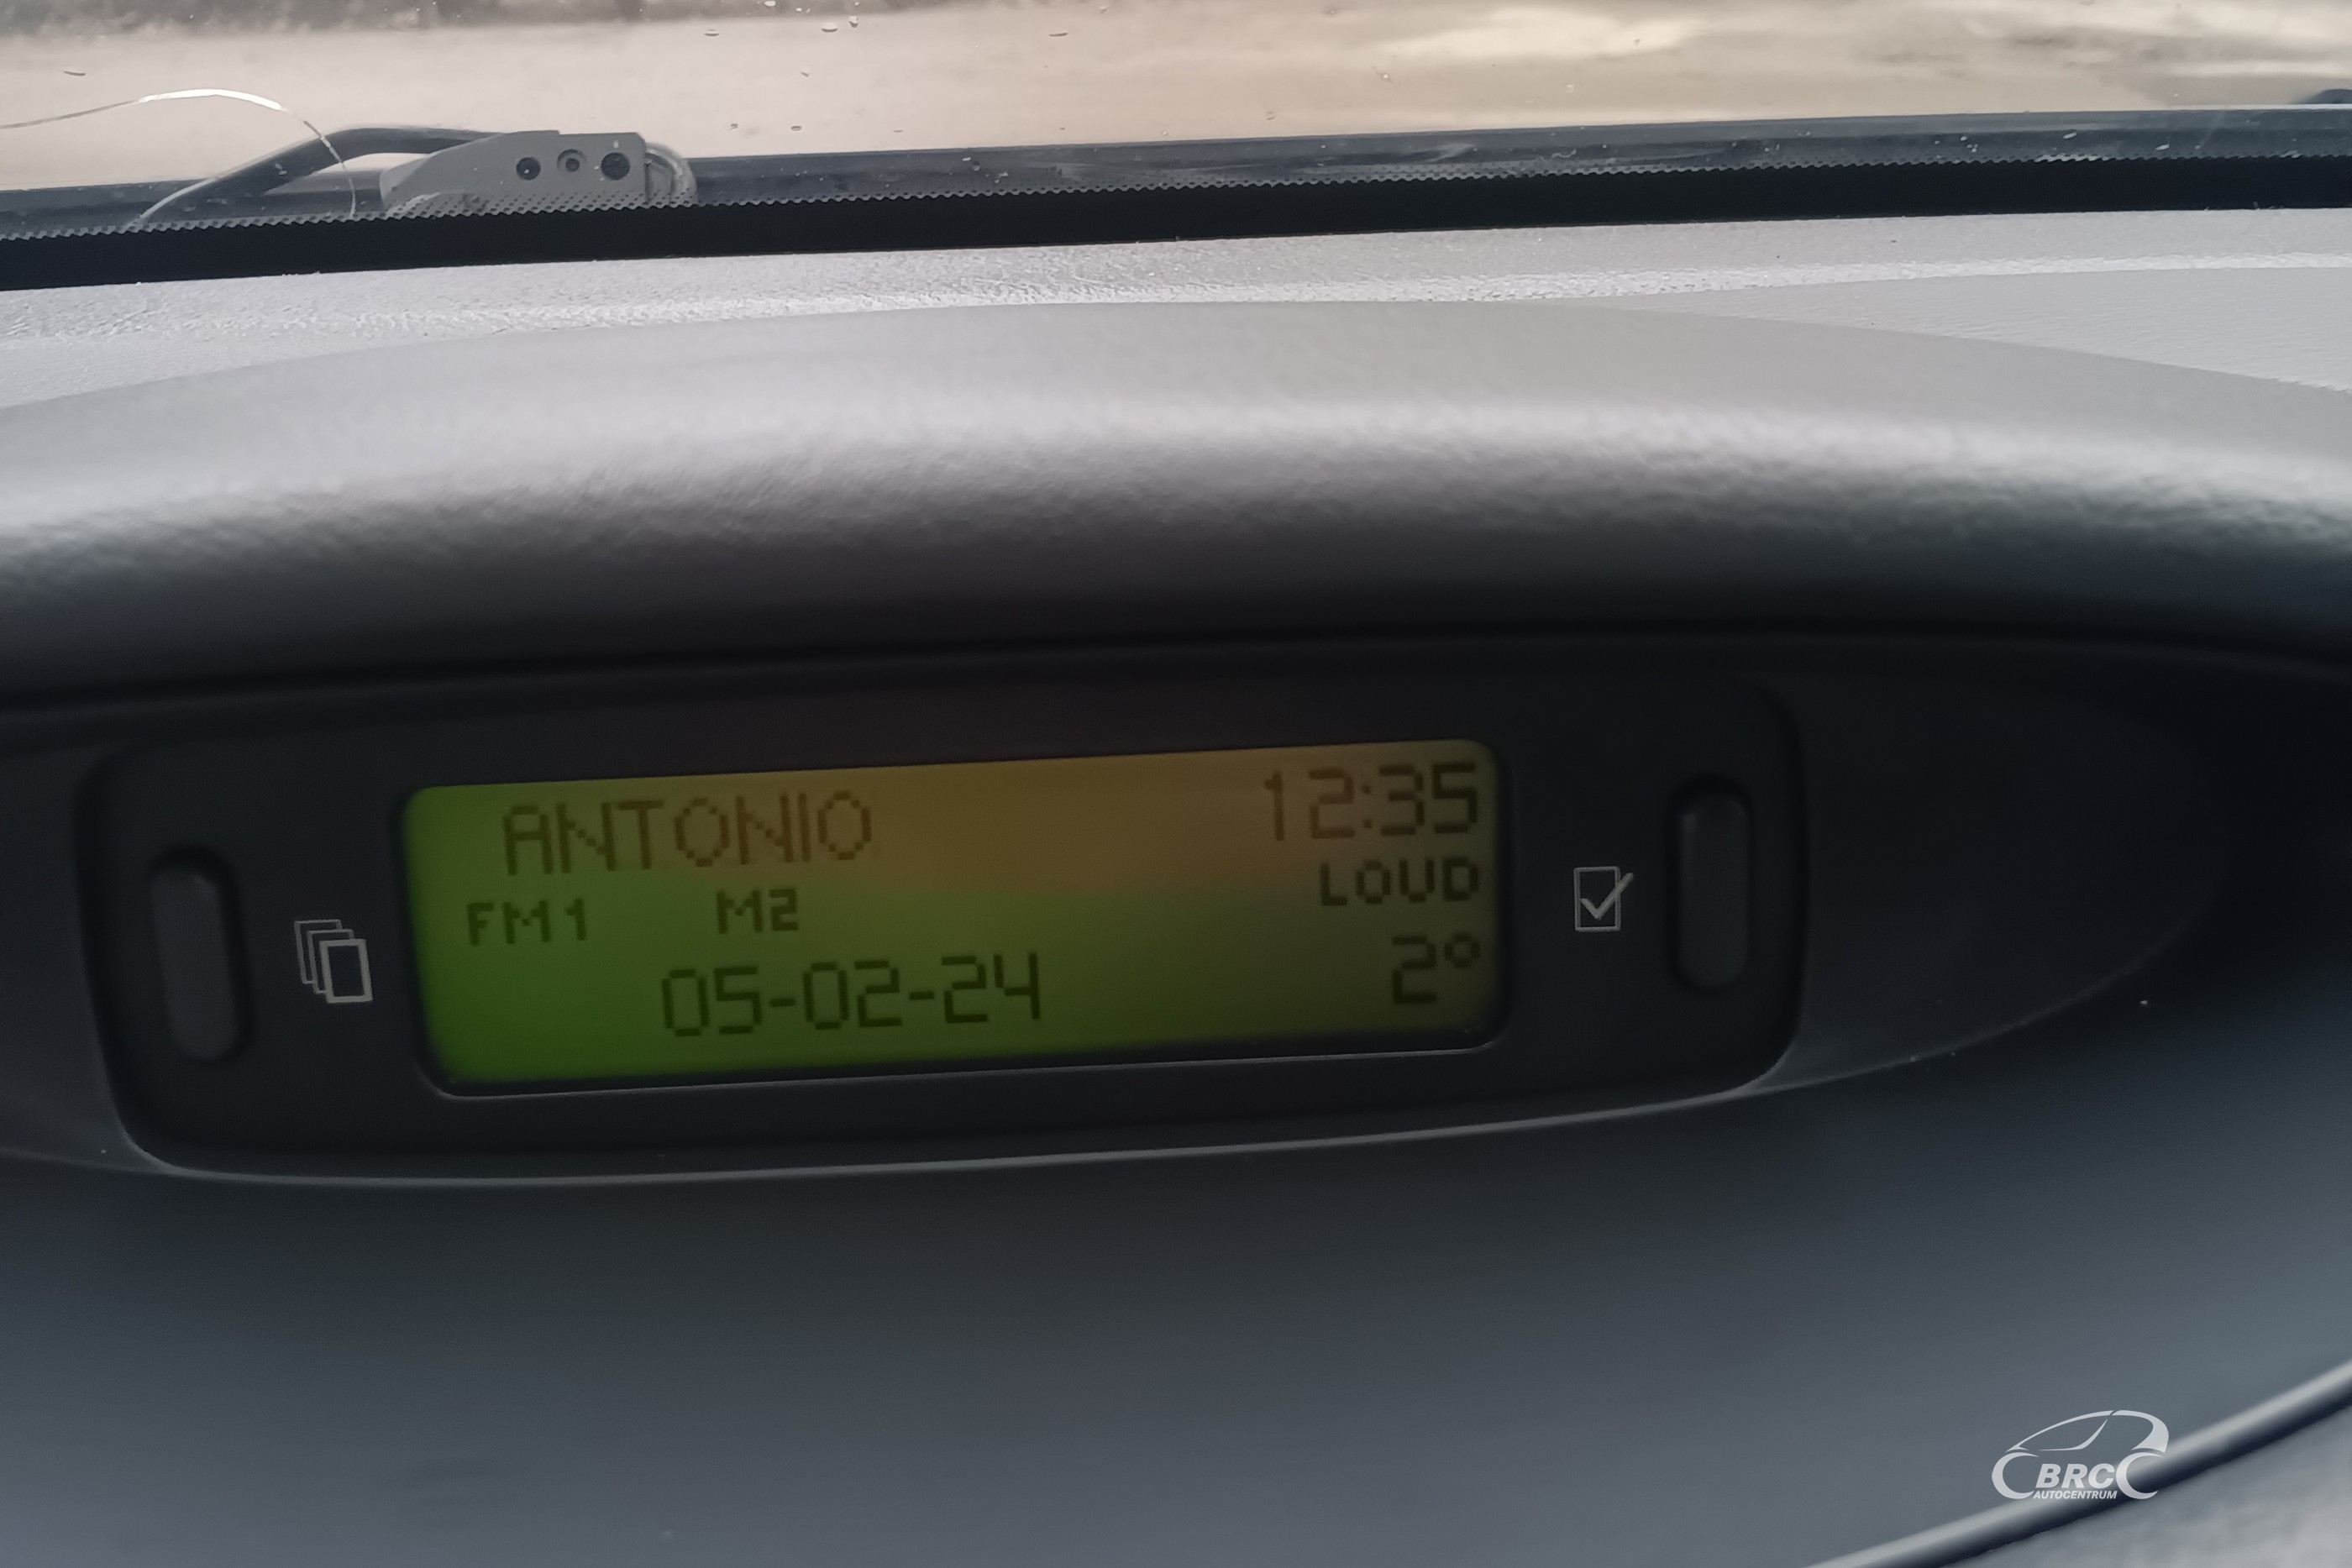 ANTONIO 12:35
FM1 M2 LOUD
05-02-24 2°
BRC
AUTOCENTRUM